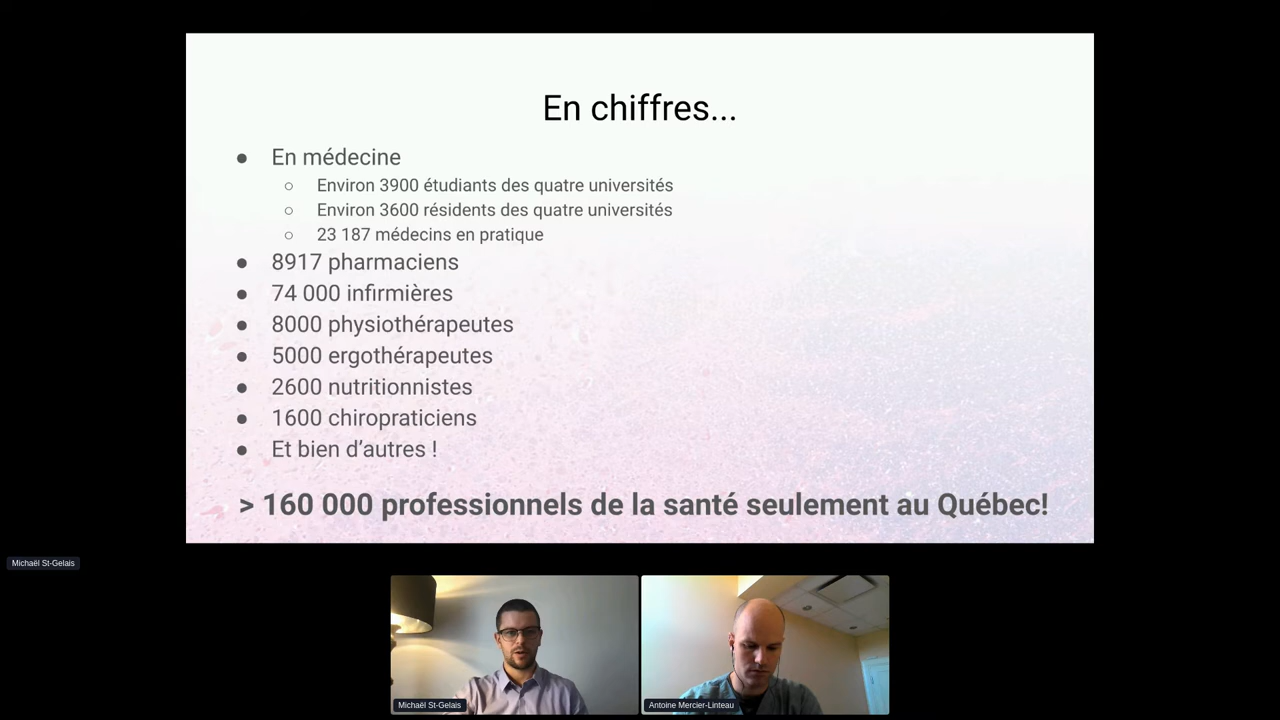 En chiffres...
● En médecine
○ Environ 3900 étudiants des quatre universités
○ Environ 3600 résidents des quatre universités
○ 23 187 médecins en pratique
● 8917 pharmaciens
● 74 000 infirmières
● 8000 physiothérapeutes
● 5000 ergothérapeutes
● 2600 nutritionnistes
● 1600 chiropraticiens
● Et bien d’autres !
> 160 000 professionnels de la santé seulement au Québec!
Michaël St-Gelais
Michaël St-Gelais
Antoine Mercier-Linteau